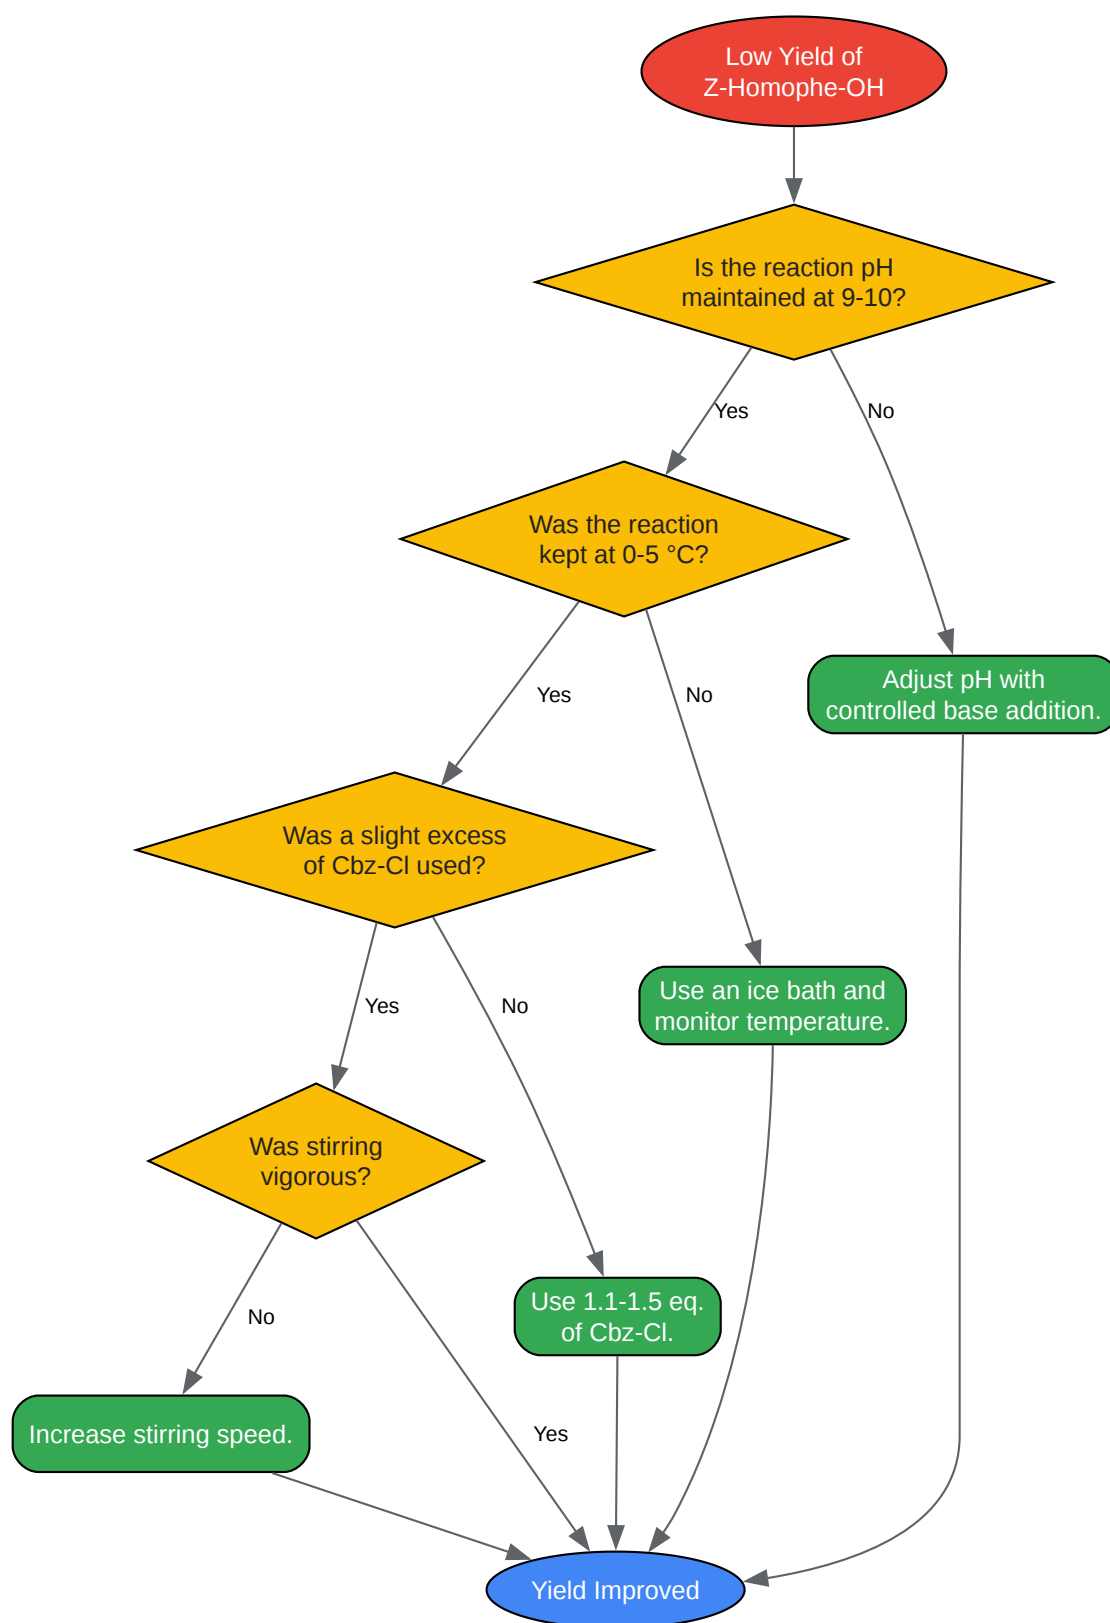 Low Yield of
Z-Homophe-OH
Is the reaction pH
maintained at 9-10?
Yes
No
Was the reaction
kept at 0-5 °C?
Yes
No
Adjust pH with
controlled base addition.
Was a slight excess
of Cbz-Cl used?
Yes
No
Use an ice bath and
monitor temperature.
Was stirring
vigorous?
No
Yes
Use 1.1-1.5 eq.
of Cbz-Cl.
Increase stirring speed.
Yield Improved